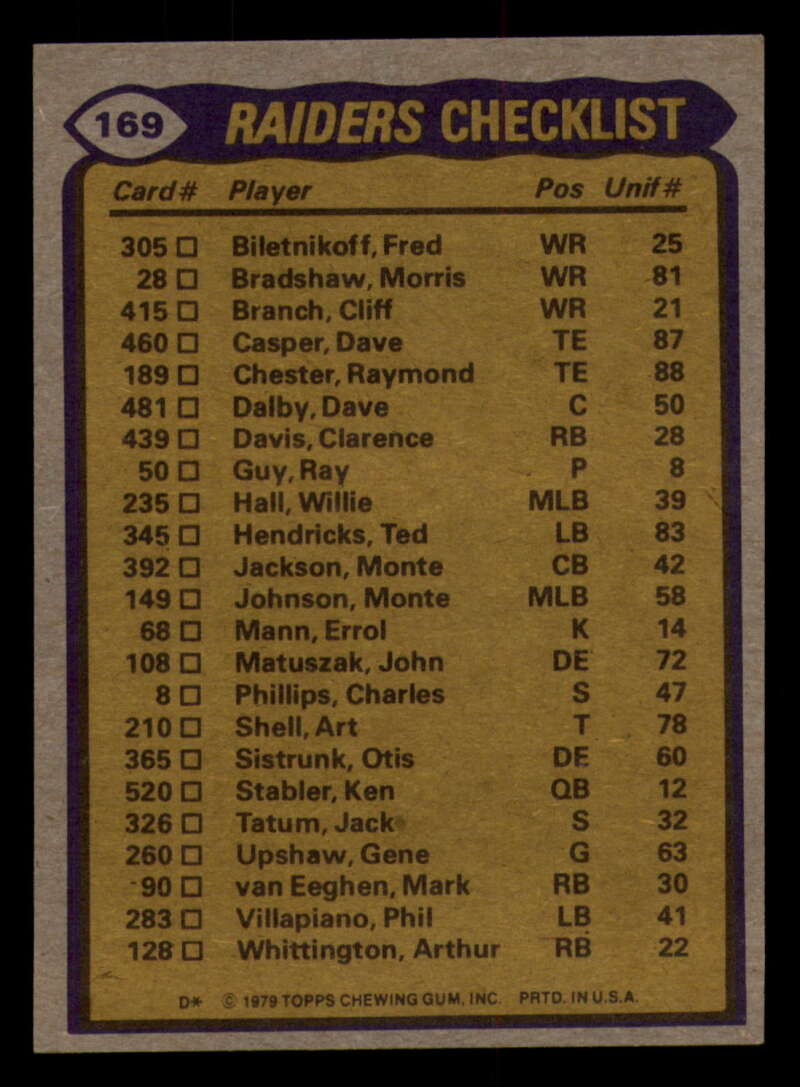 169 RAIDERS CHECKLIST
Card# Player Pos Unif#
305 □ Biletnikoff, Fred WR 25
28 □ Bradshaw, Morris WR 81
415 □ Branch, Cliff WR 21
460 □ Casper, Dave TE 87
189 □ Chester, Raymond TE 88
481 □ Dalby, Dave C 50
439 □ Davis, Clarence RB 28
50 □ Guy, Ray P 8
235 □ Hall, Willie MLB 39
345 □ Hendricks, Ted LB 83
392 □ Jackson, Monte CB 42
149 □ Johnson, Monte MLB 58
68 □ Mann, Errol K 14
108 □ Matuszak, John DE 72
8 □ Phillips, Charles S 47
210 □ Shell, Art T 78
365 □ Sistrunk, Otis DE 60
520 □ Stabler, Ken QB 12
326 □ Tatum, Jack S 32
260 □ Upshaw, Gene G 63
90 □ van Eeghen, Mark RB 30
283 □ Villapiano, Phil LB 41
128 □ Whittington, Arthur RB 22
D* © 1979 TOPPS CHEWING GUM, INC. PRTD. IN U.S.A.